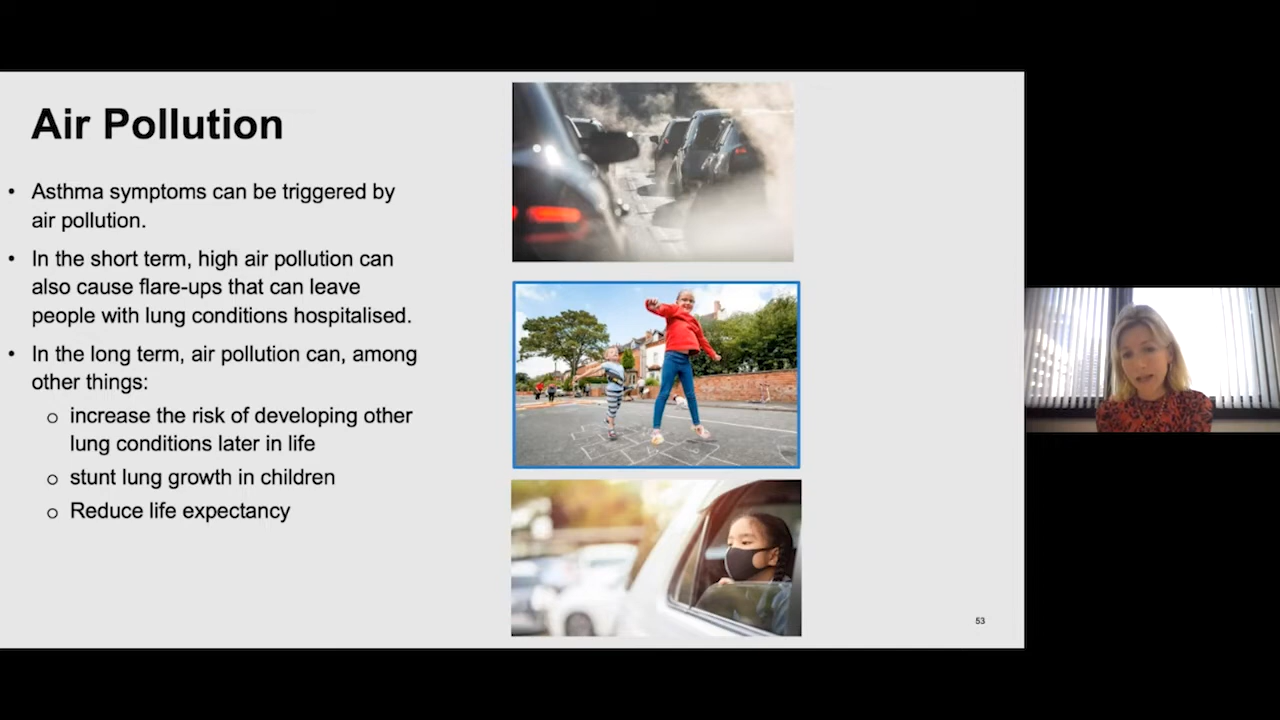 Air Pollution
• Asthma symptoms can be triggered by
air pollution.
• In the short term, high air pollution can
also cause flare-ups that can leave
people with lung conditions hospitalised.
• In the long term, air pollution can, among
other things:
o increase the risk of developing other
lung conditions later in life
o stunt lung growth in children
o Reduce life expectancy
53